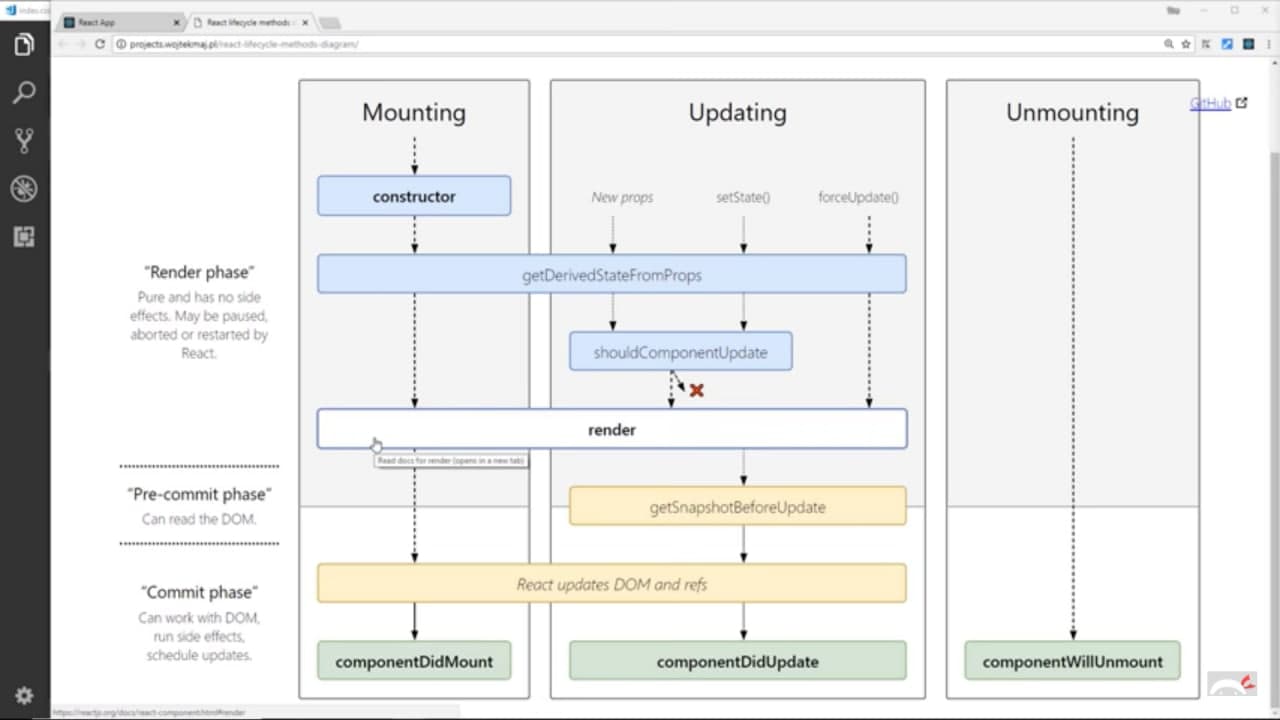 React App
React lifecycle methods
projects.wojtekmaj.pl/react-lifecycle-methods-diagram/
GitHub
Mounting
Updating
Unmounting
constructor
New props
setState()
forceUpdate()
"Render phase"
Pure and has no side
effects. May be paused,
aborted or restarted by
React.
getDerivedStateFromProps
shouldComponentUpdate
render
Read docs for render (opens in a new tab)
"Pre-commit phase"
Can read the DOM.
getSnapshotBeforeUpdate
React updates DOM and refs
"Commit phase"
Can work with DOM,
run side effects,
schedule updates.
componentDidMount
componentDidUpdate
componentWillUnmount
https://reactjs.org/docs/react-component.html#render